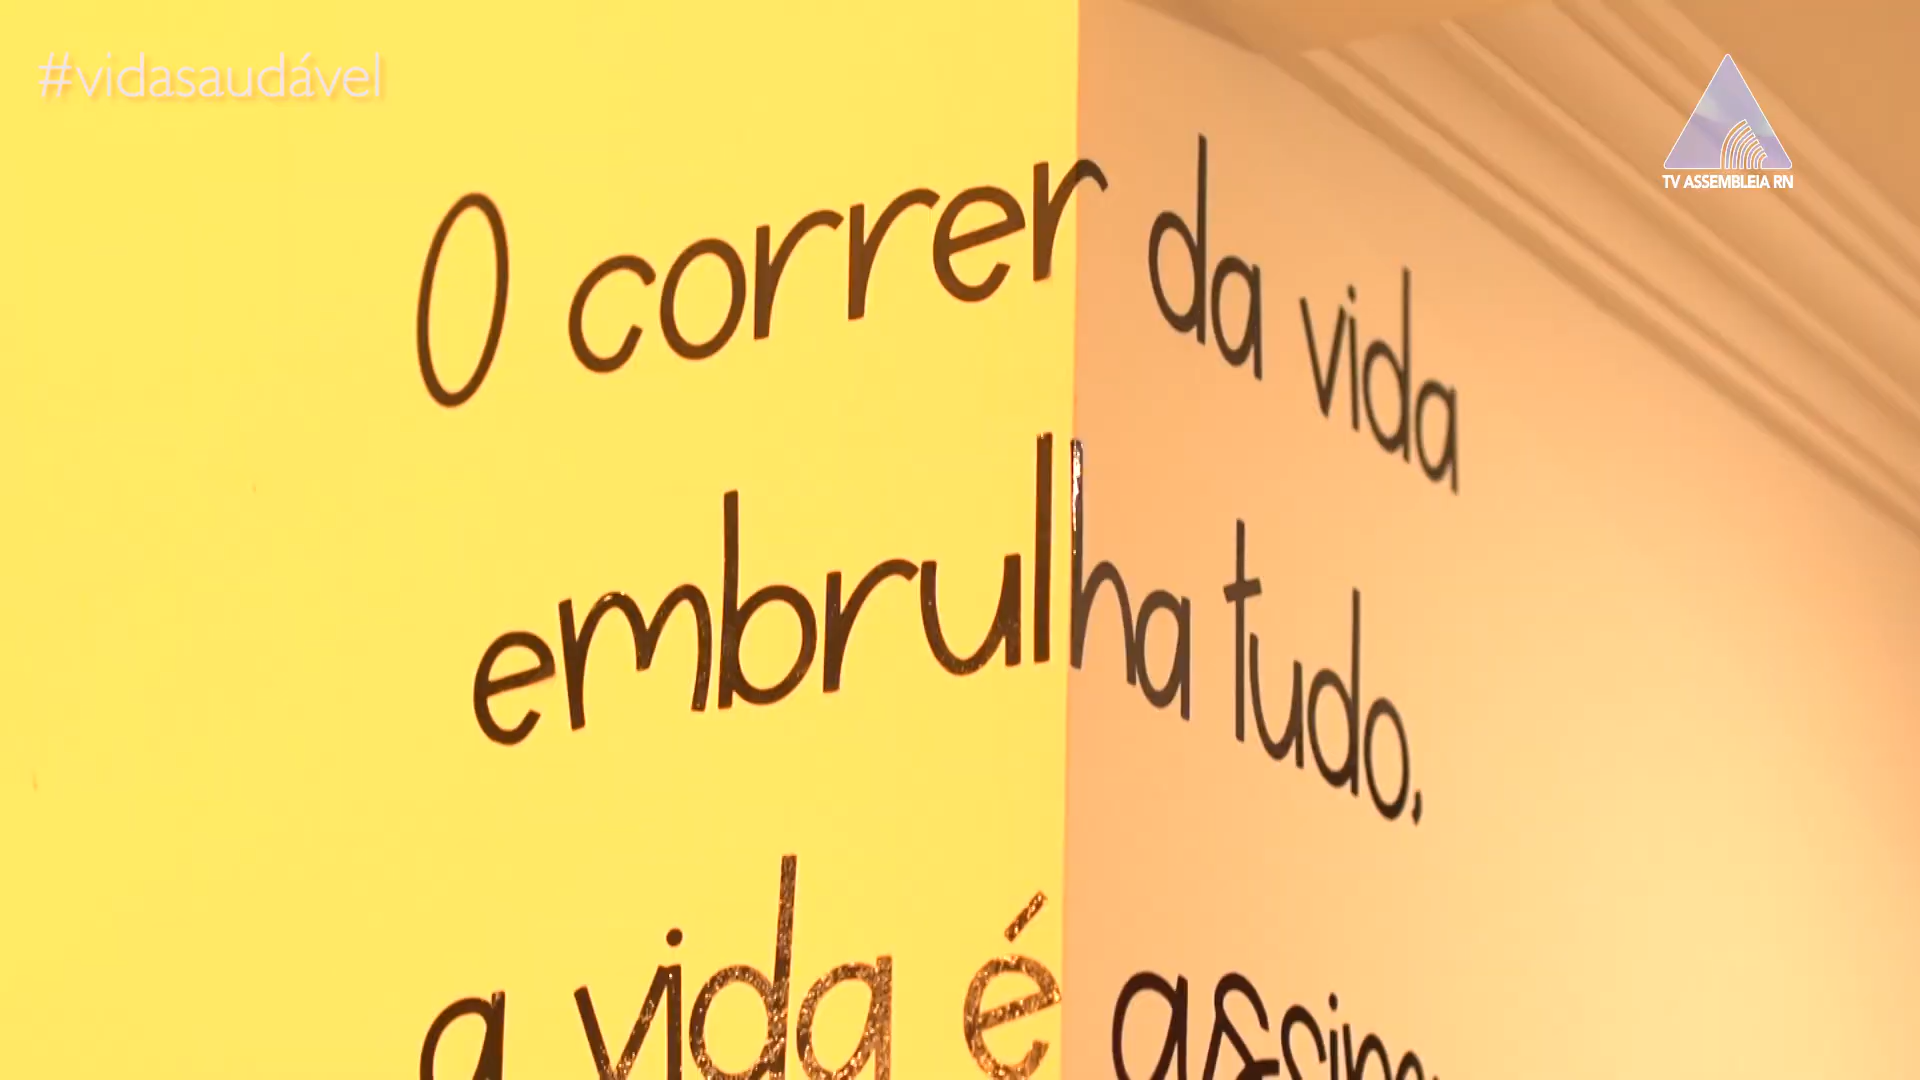 #vidasaudável
TV ASSEMBLEIA RN
O correr da vida
embrulha tudo,
a vida é